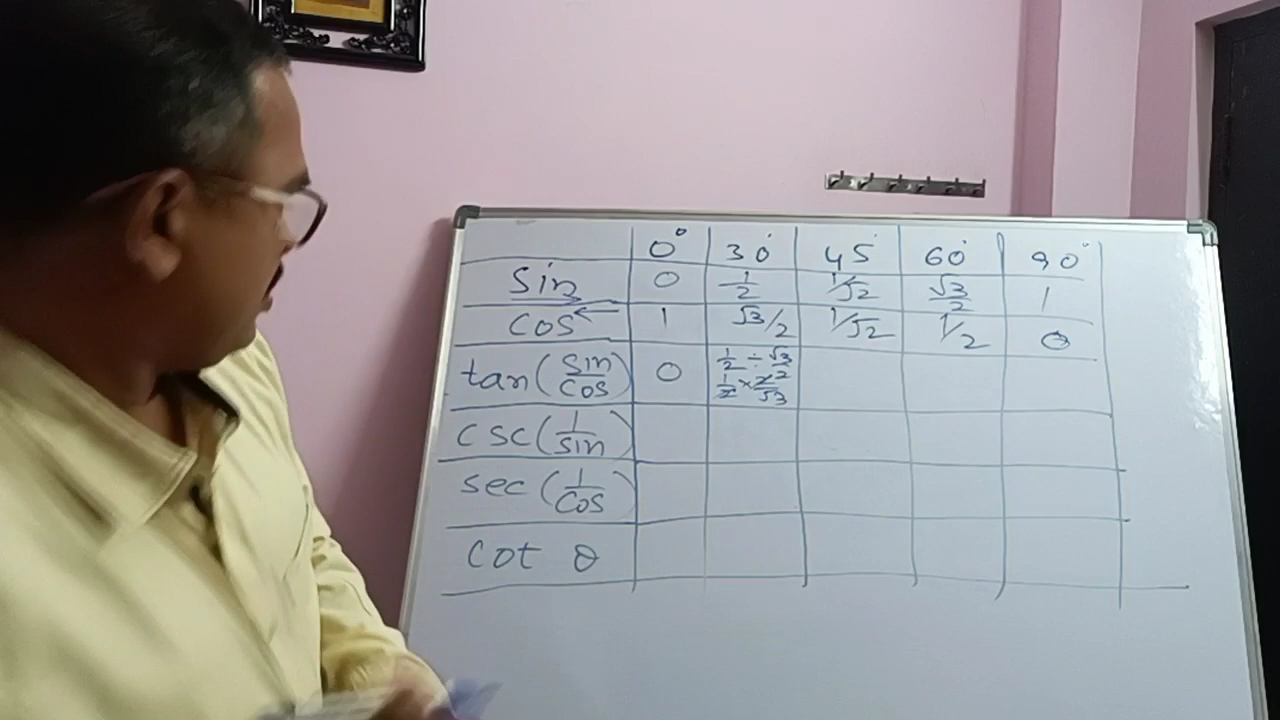 0° 30° 45° 60° 90°
Sin 0 1/2 1/√2 √3/2 1
Cos ← 1 √3/2 1/√2 1/2 0
tan (Sin/Cos) 0 1/2 ÷ √3/2
1/2 × 2/√3
csc (1/sin)
sec (1/Cos)
Cot θ